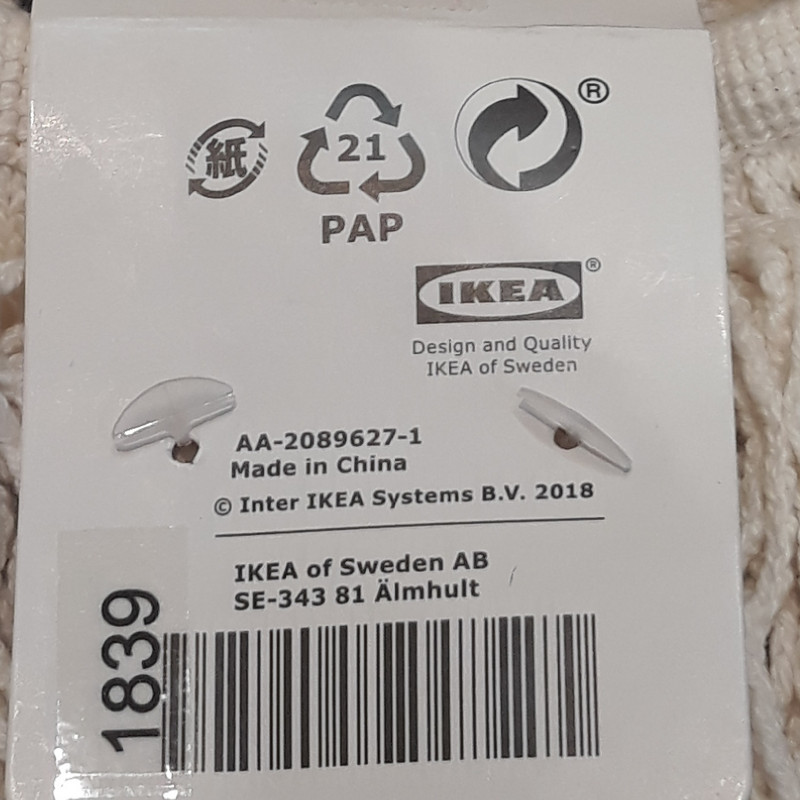 紙
21
PAP
®
IKEA®
Design and Quality
IKEA of Sweden
AA-2089627-1
Made in China
© Inter IKEA Systems B.V. 2018
IKEA of Sweden AB
SE-343 81 Älmhult
1839